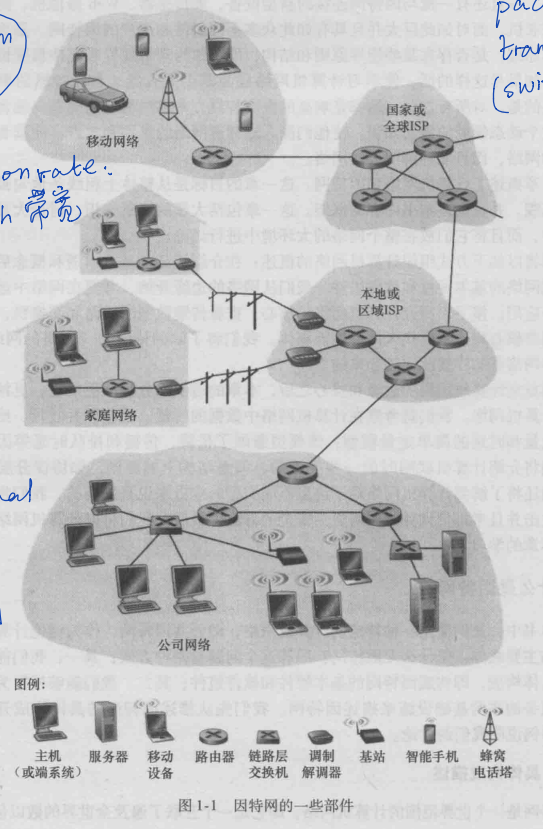 pac
tran
(swi
移动网络
国家或
全球ISP
on rate:
带宽
本地或
区域ISP
家庭网络
nal
公司网络
图例:
主机
(或端系统)
服务器
移动
设备
路由器
链路层
交换机
调制
解调器
基站
智能手机
蜂窝
电话塔
图 1-1 因特网的一些部件